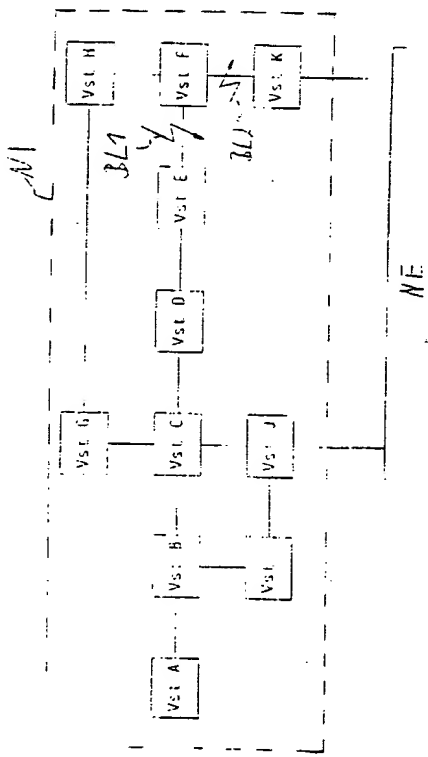 N1
Vst. H
Vst. G
BL1
Vst. F
Vst. E
Vst. D
Vst. C
Vst. B
Vst. A
BL2
Vst. K
Vst. J
Vst.
NE